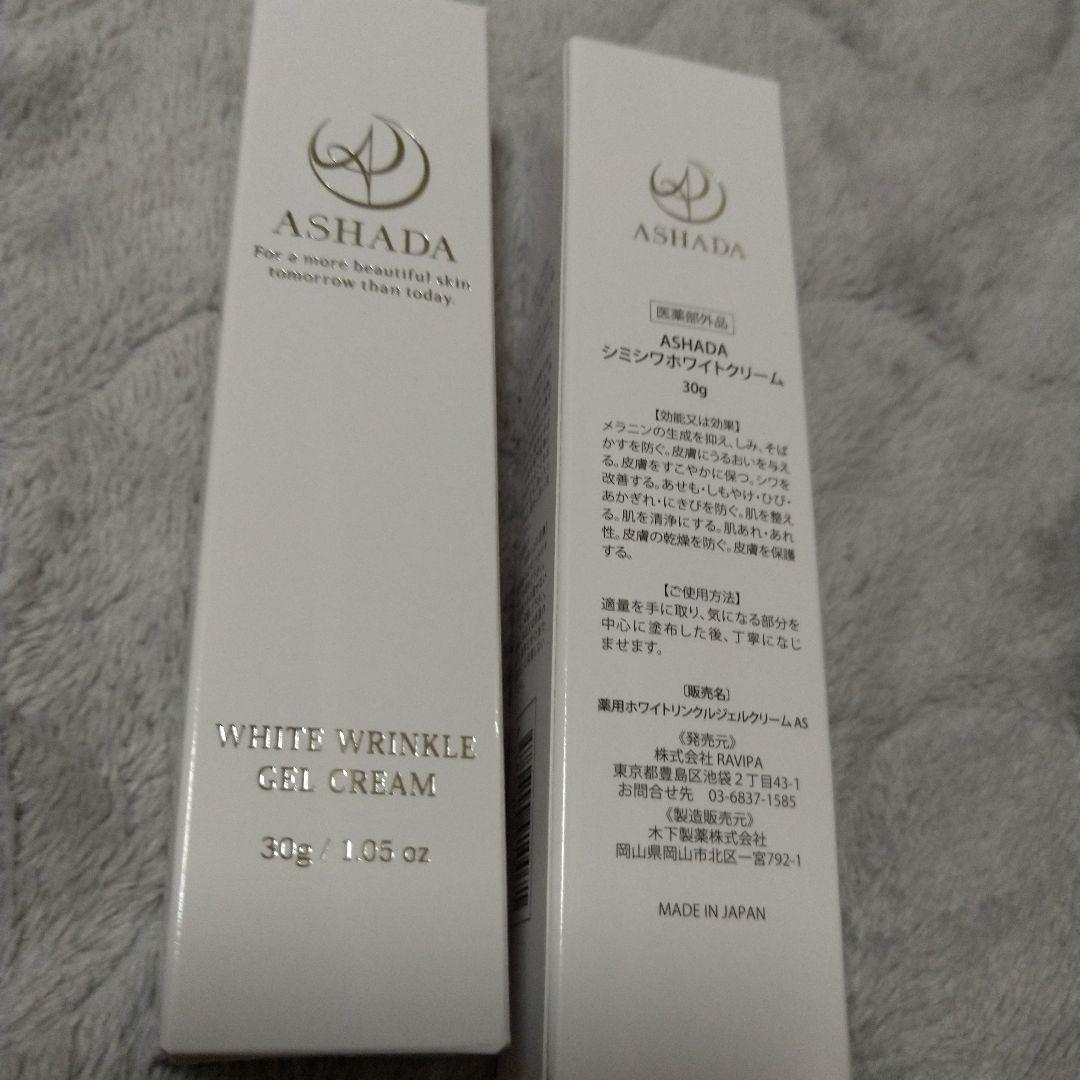 ASHADA
For a more beautiful skin
tomorrow than today.
WHITE WRINKLE
GEL CREAM
30g / 1.05 oz
ASHADA
医薬部外品
ASHADA
シミシワホワイトクリーム
30g
【効能又は効果】
メラニンの生成を抑え、しみ、そば
かすを防ぐ。皮膚にうるおいを与え
る。皮膚をすこやかに保つ。シワを
改善する。あせも・しもやけ・ひび・
あかぎれ・にきびを防ぐ。肌を整え
る。肌を清浄にする。肌あれ・あれ
性。皮膚の乾燥を防ぐ。皮膚を保護
する。
【ご使用方法】
適量を手に取り、気になる部分を
中心に塗布した後、丁寧になじ
ませます。
〔販売名〕
薬用ホワイトリンクルジェルクリーム AS
《発売元》
株式会社 RAVIPA
東京都豊島区池袋２丁目43-1
お問合せ先　03-6837-1585
《製造販売元》
木下製薬株式会社
岡山県岡山市北区一宮792-1
MADE IN JAPAN